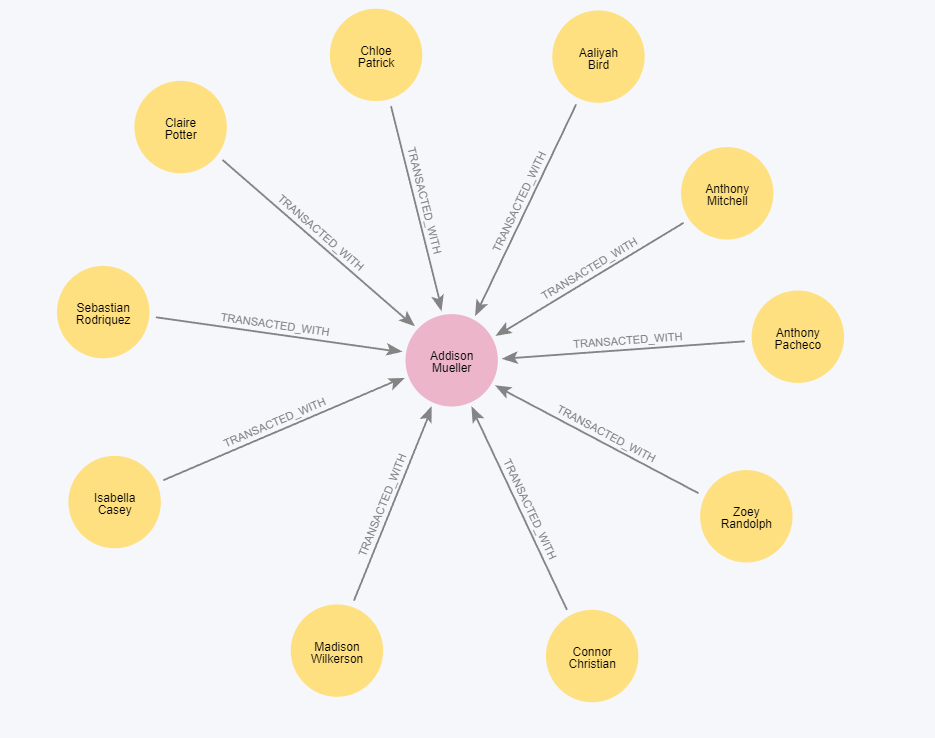 Chloe
Patrick
Aaliyah
Bird
Claire
Potter
TRANSACTED_WITH
TRANSACTED_WITH
Anthony
Mitchell
TRANSACTED_WITH
TRANSACTED_WITH
Sebastian
Rodriquez
TRANSACTED_WITH
TRANSACTED_WITH
Anthony
Pacheco
Addison
Mueller
TRANSACTED_WITH
TRANSACTED_WITH
Isabella
Casey
TRANSACTED_WITH
TRANSACTED_WITH
Zoey
Randolph
Madison
Wilkerson
Connor
Christian